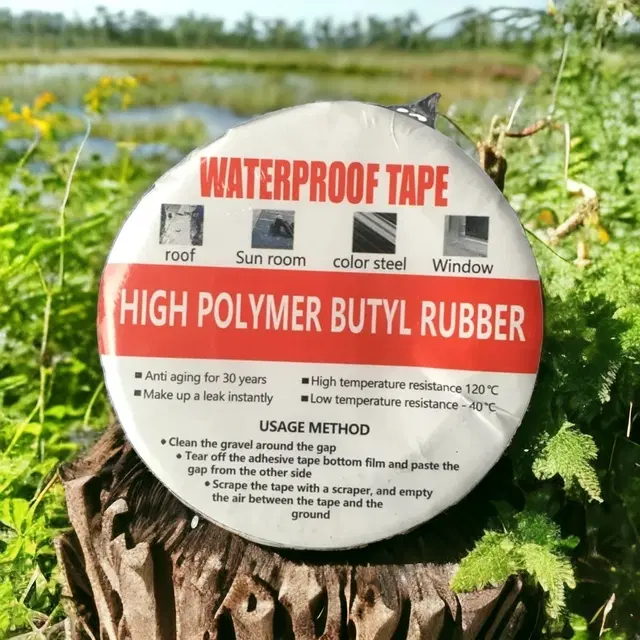 WATERPROOF TAPE
roof Sun room color steel Window
HIGH POLYMER BUTYL RUBBER
■ Anti aging for 30 years ■ High temperature resistance 120℃
■ Make up a leak instantly ■ Low temperature resistance - 40℃
USAGE METHOD
• Clean the gravel around the gap
• Tear off the adhesive tape bottom film and paste the
gap from the other side
• Scrape the tape with a scraper, and empty
the air between the tape and the
ground